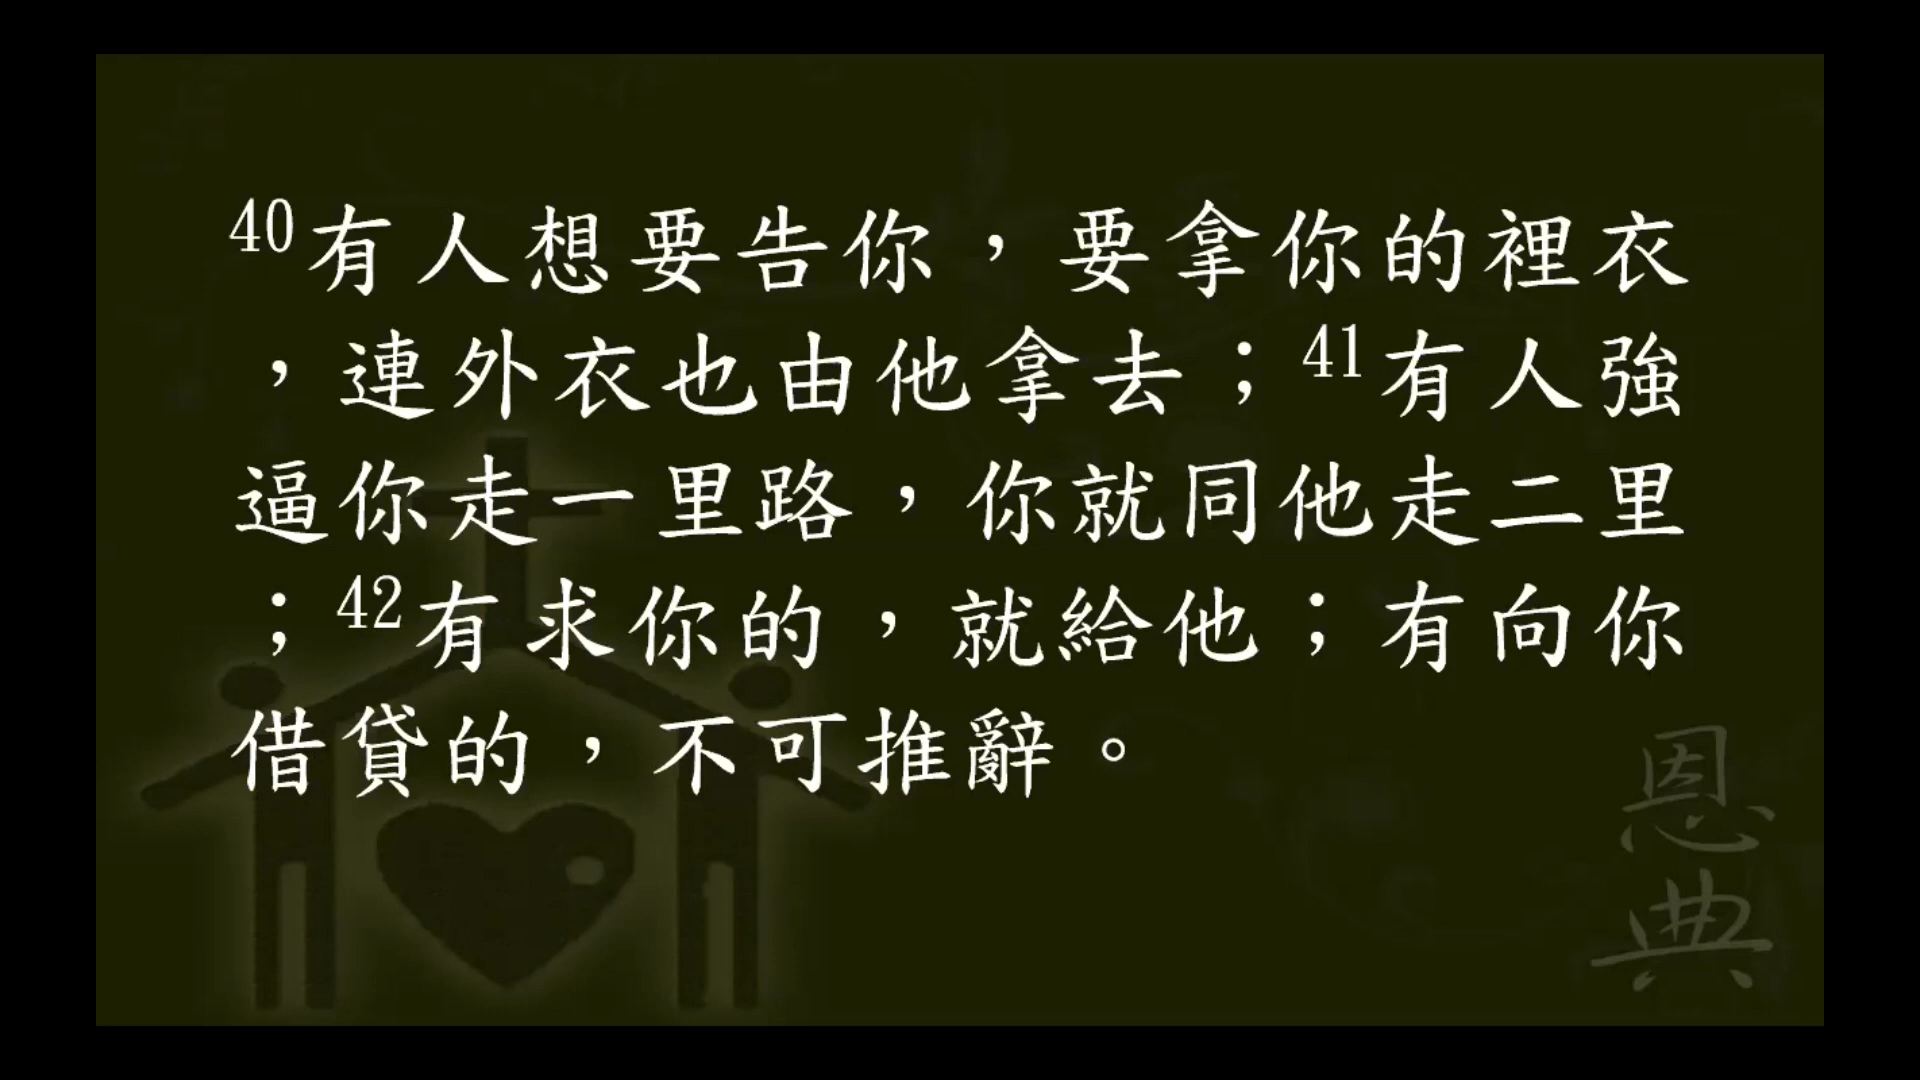 40有人想要告你，要拿你的裡衣
，連外衣也由他拿去；41有人強
逼你走一里路，你就同他走二里
；42有求你的，就給他；有向你
借貸的，不可推辭。
恩典